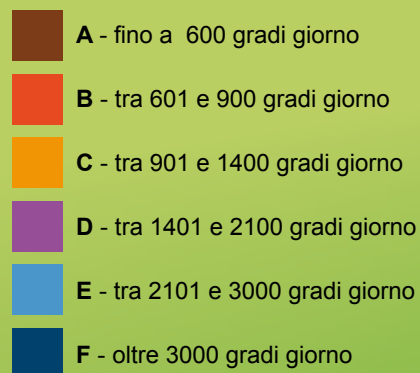 A - fino a 600 gradi giorno
B - tra 601 e 900 gradi giorno
C - tra 901 e 1400 gradi giorno
D - tra 1401 e 2100 gradi giorno
E - tra 2101 e 3000 gradi giorno
F - oltre 3000 gradi giorno